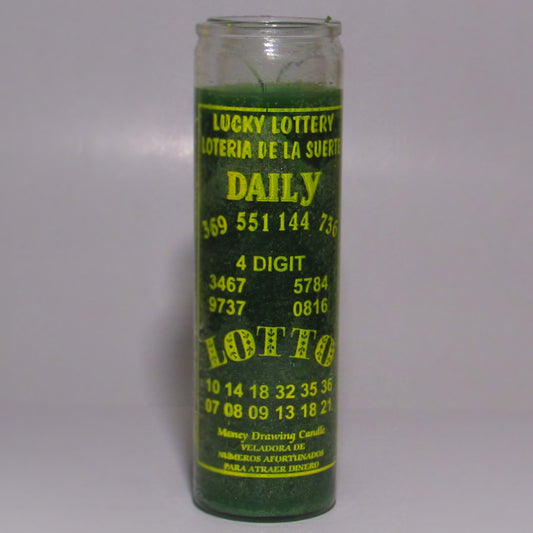 LUCKY LOTTERY
LOTERIA DE LA SUERTE
DAILY
369 551 144 736
4 DIGIT
3467 5784
9737 0816
LOTTO
10 14 18 32 35 36
07 08 09 13 18 21
Money Drawing Candle
VELADORA DE
NUMEROS AFORTUNADOS
PARA ATRAER DINERO